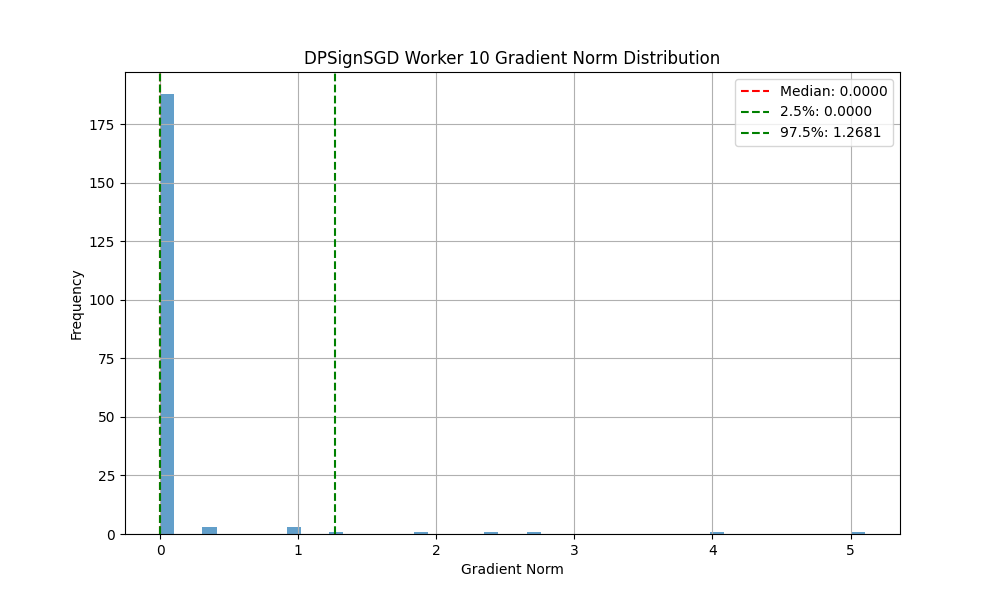 DPSignSGD Worker 10 Gradient Norm Distribution
Median: 0.0000
2.5%: 0.0000
97.5%: 1.2681
175
150
125
100
75
50
25
0
Frequency
0 1 2 3 4 5
Gradient Norm